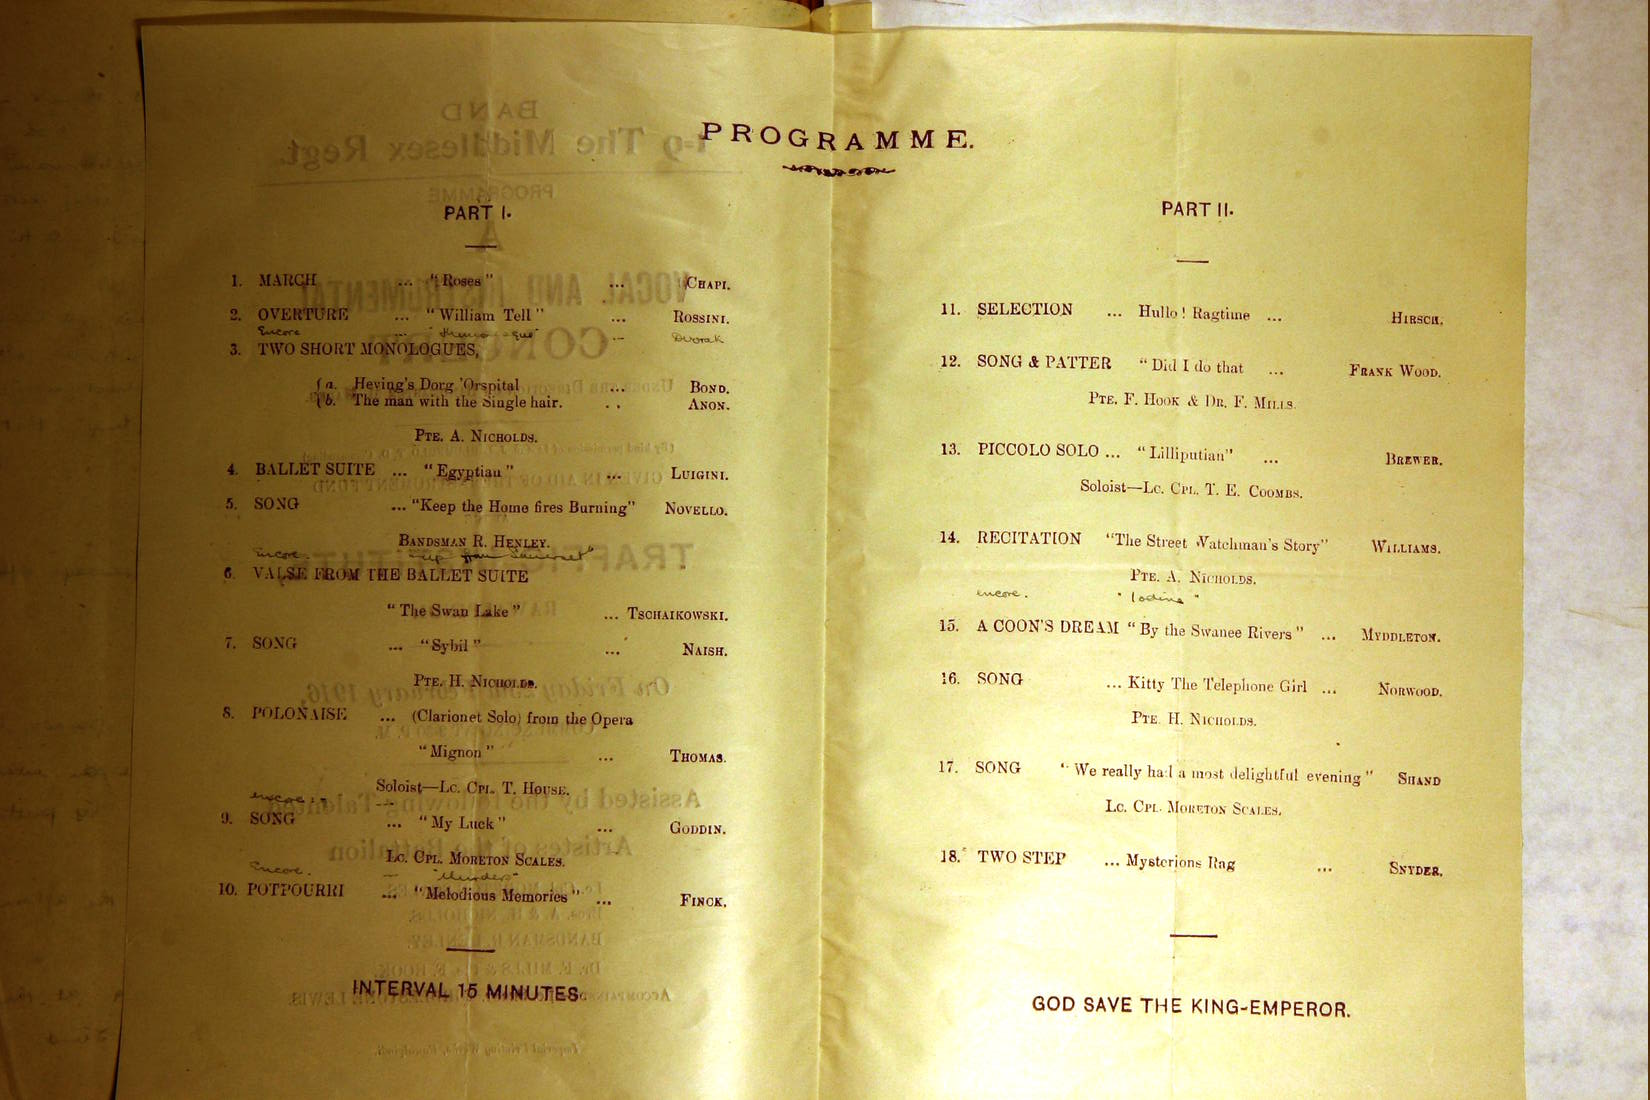 PROGRAMME.
PART I.
1. MARCH ... "Roses" ... CHAPI.
2. OVERTURE ... "William Tell" ... ROSSINI.
Encore ... ... Dvorak
3. TWO SHORT MONOLOGUES,
a. Heving's Dorg 'Orspital ... BOND.
b. The man with the Single hair. .. ANON.
PTE. A. NICHOLDS.
4. BALLET SUITE ... "Egyptian" ... LUIGINI.
5. SONG ... "Keep the Home fires Burning" NOVELLO.
BANDSMAN R. HENLEY.
encore. "up from Somerset"
6. VALSE FROM THE BALLET SUITE
"The Swan Lake" ... TSCHAIKOWSKI.
7. SONG ... "Sybil" ... NAISH.
PTE. H. NICHOLDS.
8. POLONAISE ... (Clarionet Solo) from the Opera
"Mignon" ... THOMAS.
Soloist—LC. CPL. T. HOUSE.
encore:-
9. SONG ... "My Luck" ... GODDIN.
LC. CPL. MORETON SCALES.
Encore. - "Murders"
10. POTPOURRI ... "Melodious Memories" ... FINCK.
INTERVAL 15 MINUTES.
PART II.
11. SELECTION ... Hullo! Ragtime ... HIRSCH.
12. SONG & PATTER "Did I do that ... FRANK WOOD.
PTE. F. HOOK & DR. F. MILLS.
13. PICCOLO SOLO ... "Lilliputian" ... BREWER.
Soloist—LC. CPL. T. E. COOMBS.
14. RECITATION "The Street Watchman's Story" WILLIAMS.
PTE. A. NICHOLDS.
encore. "Iodine"
15. A COON'S DREAM "By the Swanee Rivers" ... MYDDLETON.
16. SONG ... Kitty The Telephone Girl ... NORWOOD.
PTE. H. NICHOLDS.
17. SONG "We really had a most delightful evening" SHAND
LC. CPL. MORETON SCALES.
18. TWO STEP ... Mysterious Rag ... SNYDER.
GOD SAVE THE KING-EMPEROR.